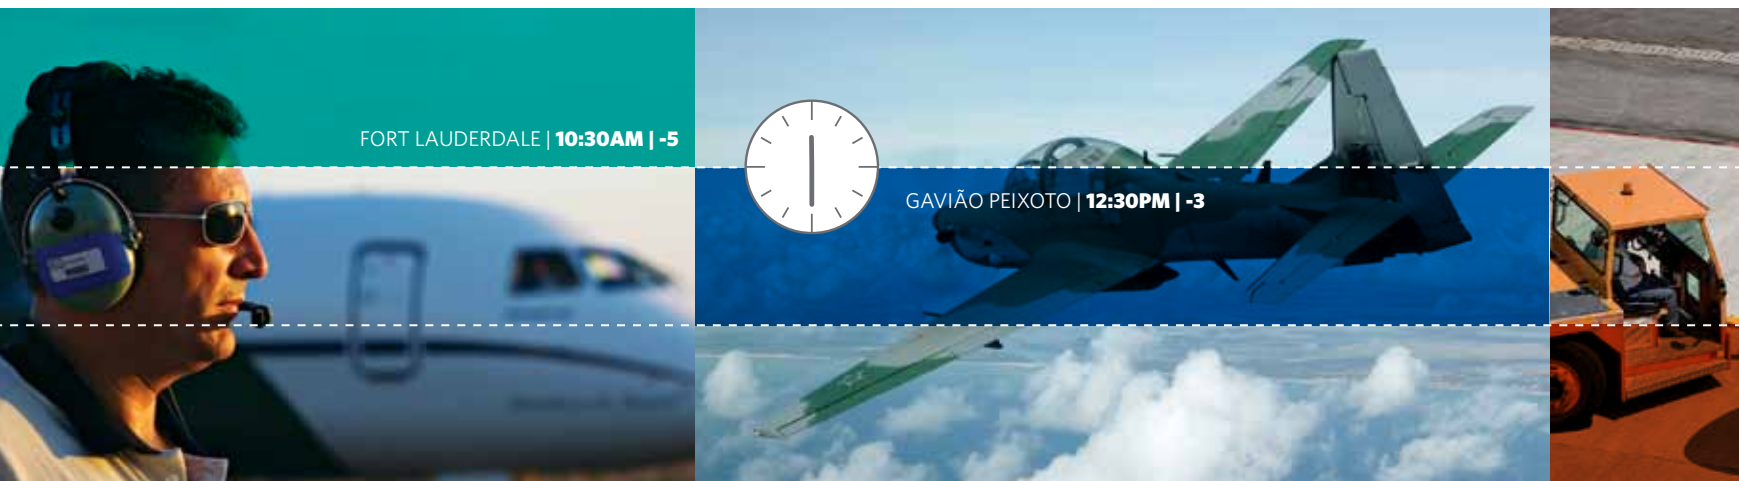 FORT LAUDERDALE | 10:30AM | -5
GAVIÃO PEIXOTO | 12:30PM | -3